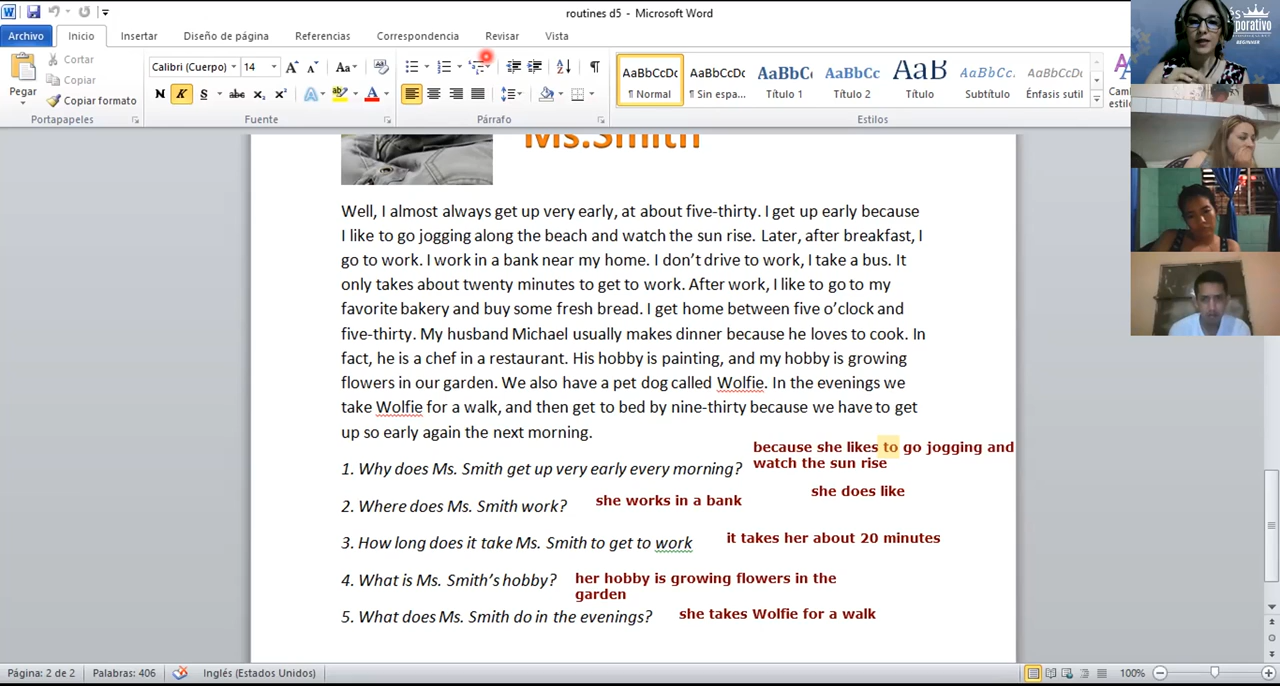 routines d5 - Microsoft Word
Archivo Inicio Insertar Diseño de página Referencias Correspondencia Revisar Vista
Pegar
Cortar
Copiar
Copiar formato
Portapapeles
Calibri (Cuerpo) 14
N K S abc x₂ x² A ab A
Fuente
Párrafo
AaBbCcDc AaBbCcDc AaBbC AaBbCc AaB AaBbCc. AaBbCcDc
¶ Normal ¶ Sin espa... Título 1 Título 2 Título Subtítulo Énfasis sutil
Estilos
BEGINNER
Ms.Smith
Well, I almost always get up very early, at about five-thirty. I get up early because
I like to go jogging along the beach and watch the sun rise. Later, after breakfast, I
go to work. I work in a bank near my home. I don't drive to work, I take a bus. It
only takes about twenty minutes to get to work. After work, I like to go to my
favorite bakery and buy some fresh bread. I get home between five o'clock and
five-thirty. My husband Michael usually makes dinner because he loves to cook. In
fact, he is a chef in a restaurant. His hobby is painting, and my hobby is growing
flowers in our garden. We also have a pet dog called Wolfie. In the evenings we
take Wolfie for a walk, and then get to bed by nine-thirty because we have to get
up so early again the next morning.
because she likes to go jogging and
watch the sun rise
1. Why does Ms. Smith get up very early every morning?
she does like
2. Where does Ms. Smith work? she works in a bank
3. How long does it take Ms. Smith to get to work it takes her about 20 minutes
4. What is Ms. Smith's hobby? her hobby is growing flowers in the
garden
5. What does Ms. Smith do in the evenings? she takes Wolfie for a walk
Página: 2 de 2 Palabras: 406 Inglés (Estados Unidos) 100%